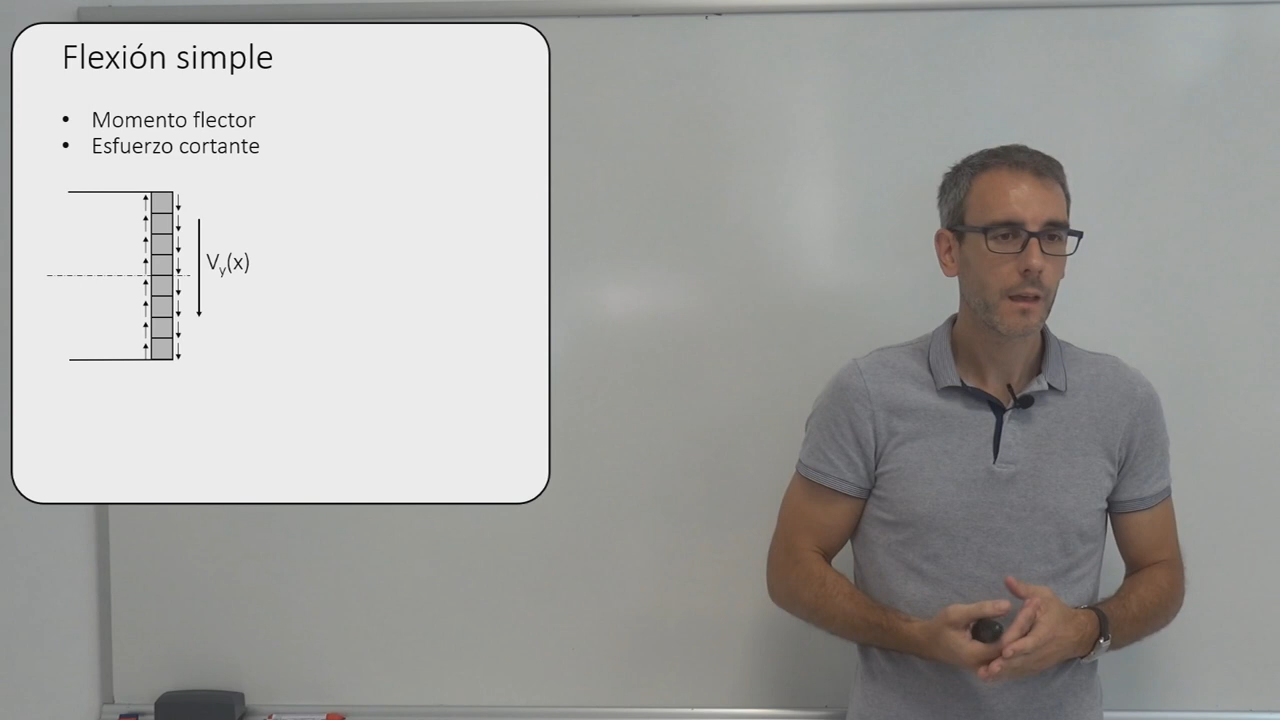 Flexión simple
• Momento flector
• Esfuerzo cortante
Vy(x)